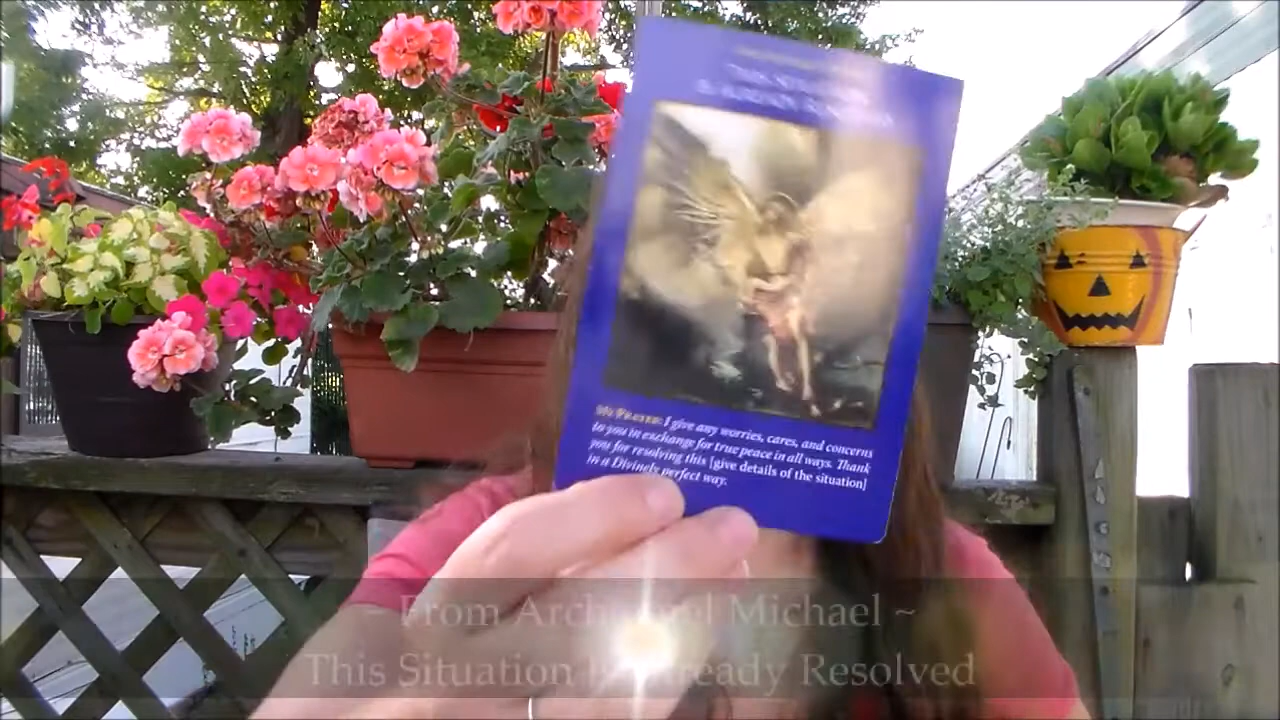 My Prayer: I give any worries, cares, and concerns
to you in exchange for true peace in all ways. Thank
you for resolving this [give details of the situation]
in a Divinely perfect way.
~ From Michael ~
This Situation Already Resolved